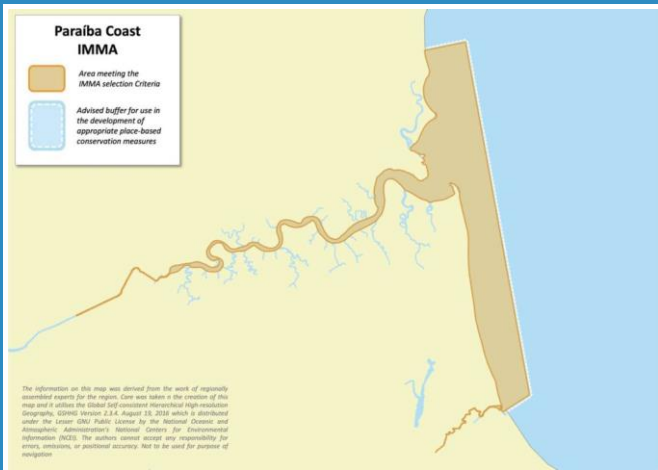 Paraíba Coast
IMMA
Area meeting the
IMMA selection Criteria
Advised buffer for use in
the development of
appropriate place-based
conservation measures
The information on this map was derived from the work of regionally
assembled experts for the region. Care was taken n the creation of this
map and it utilises the Global Self-consistent Hierarchical High-resolution
Geography, GSHHG Version 2.3.4. August 19, 2016 which is distributed
under the Lesser GNU Public License by the National Oceanic and
Atmospheric Administration's National Centers for Environmental
Information (NCEI). The authors cannot accept any responsibility for
errors, omissions, or positional accuracy. Not to be used for purpose of
navigation